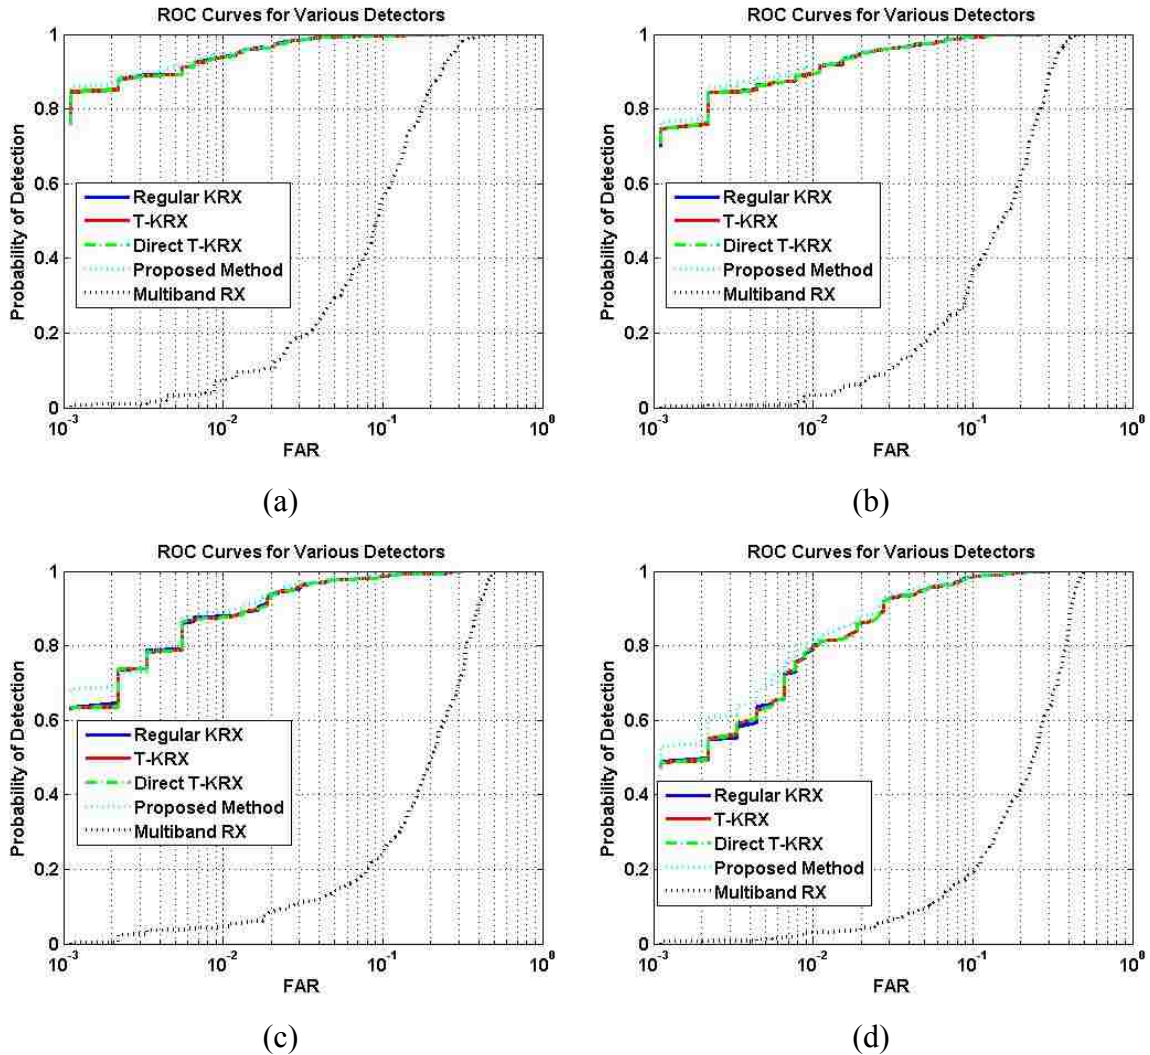 ROC Curves for Various Detectors
Probability of Detection
1
0.8
0.6
0.4
0.2
0
Regular KRX
T-KRX
Direct T-KRX
Proposed Method
Multiband RX
10^-3
10^-2
10^-1
10^0
FAR
(a)
ROC Curves for Various Detectors
Probability of Detection
1
0.8
0.6
0.4
0.2
0
Regular KRX
T-KRX
Direct T-KRX
Proposed Method
Multiband RX
10^-3
10^-2
10^-1
10^0
FAR
(b)
ROC Curves for Various Detectors
Probability of Detection
1
0.8
0.6
0.4
0.2
0
Regular KRX
T-KRX
Direct T-KRX
Proposed Method
Multiband RX
10^-3
10^-2
10^-1
10^0
FAR
(c)
ROC Curves for Various Detectors
Probability of Detection
1
0.8
0.6
0.4
0.2
0
Regular KRX
T-KRX
Direct T-KRX
Proposed Method
Multiband RX
10^-3
10^-2
10^-1
10^0
FAR
(d)